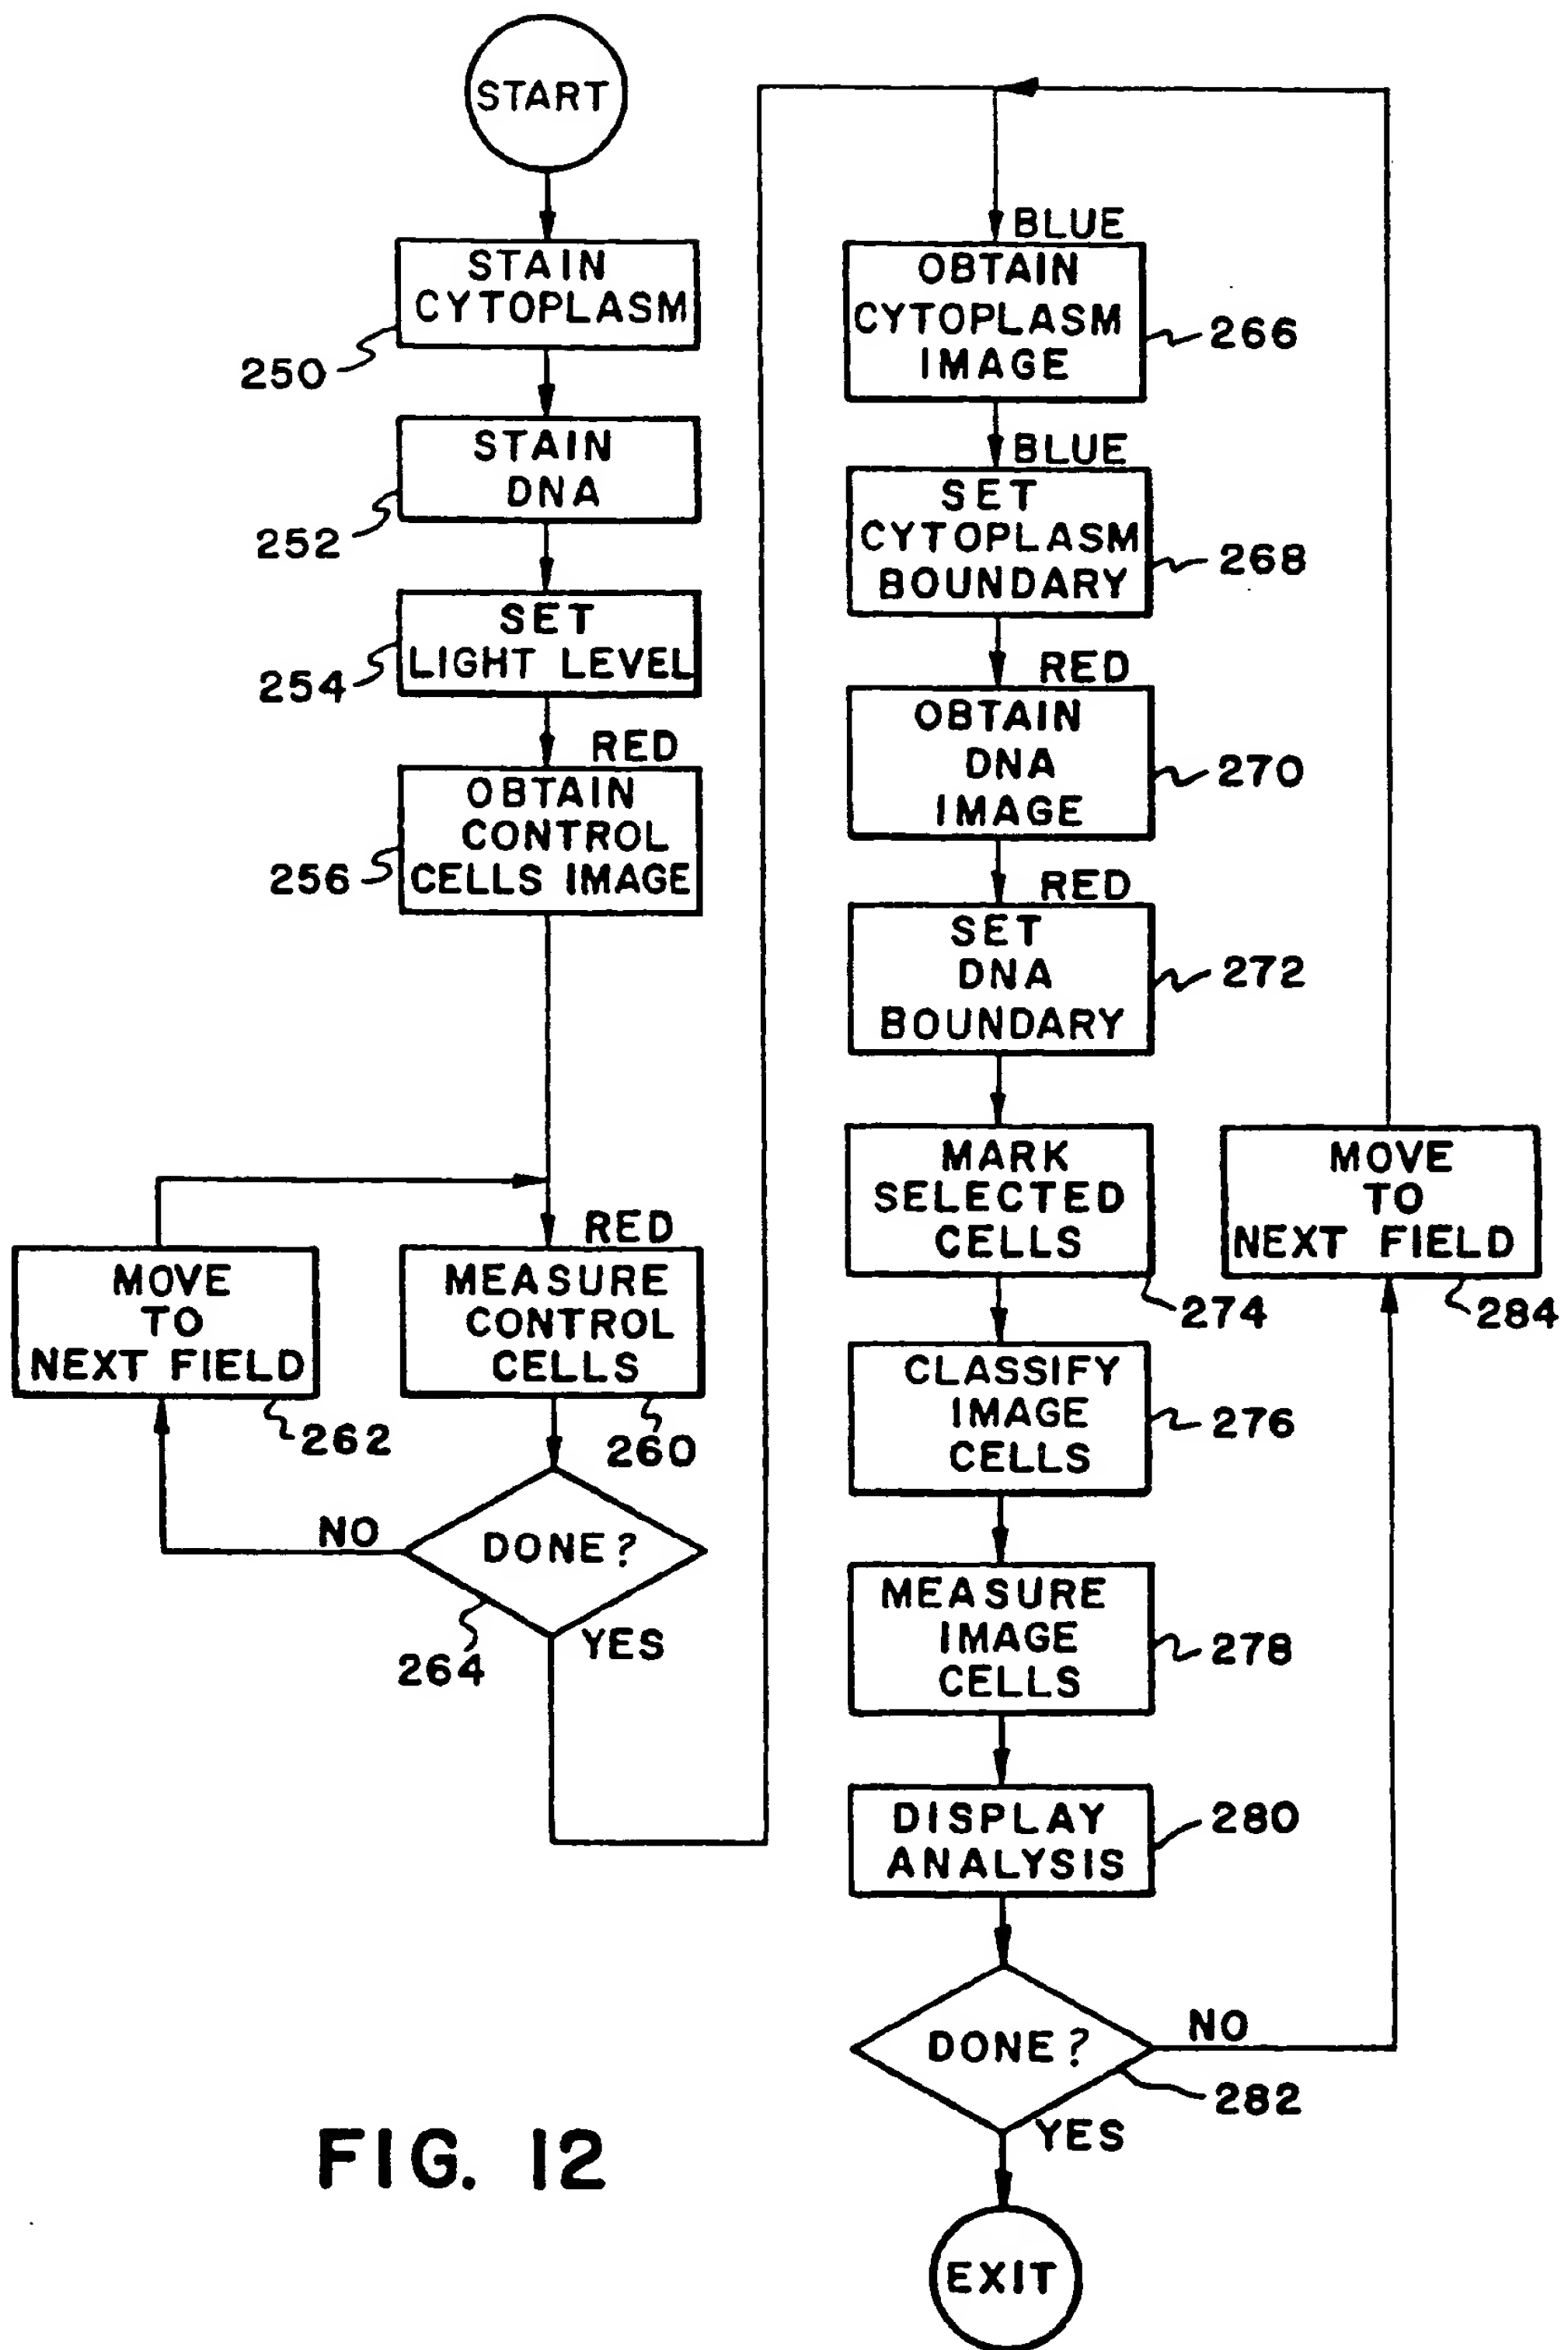 START
STAIN
CYTOPLASM
250
STAIN
DNA
252
SET
LIGHT LEVEL
254
RED
OBTAIN
CONTROL
CELLS IMAGE
256
RED
MEASURE
CONTROL
CELLS
260
MOVE
TO
NEXT FIELD
262
NO
DONE?
264
YES
BLUE
OBTAIN
CYTOPLASM
IMAGE
266
BLUE
SET
CYTOPLASM
BOUNDARY
268
RED
OBTAIN
DNA
IMAGE
270
RED
SET
DNA
BOUNDARY
272
MARK
SELECTED
CELLS
274
MOVE
TO
NEXT FIELD
284
CLASSIFY
IMAGE
CELLS
276
MEASURE
IMAGE
CELLS
278
DISPLAY
ANALYSIS
280
DONE?
NO
282
YES
EXIT
FIG. 12